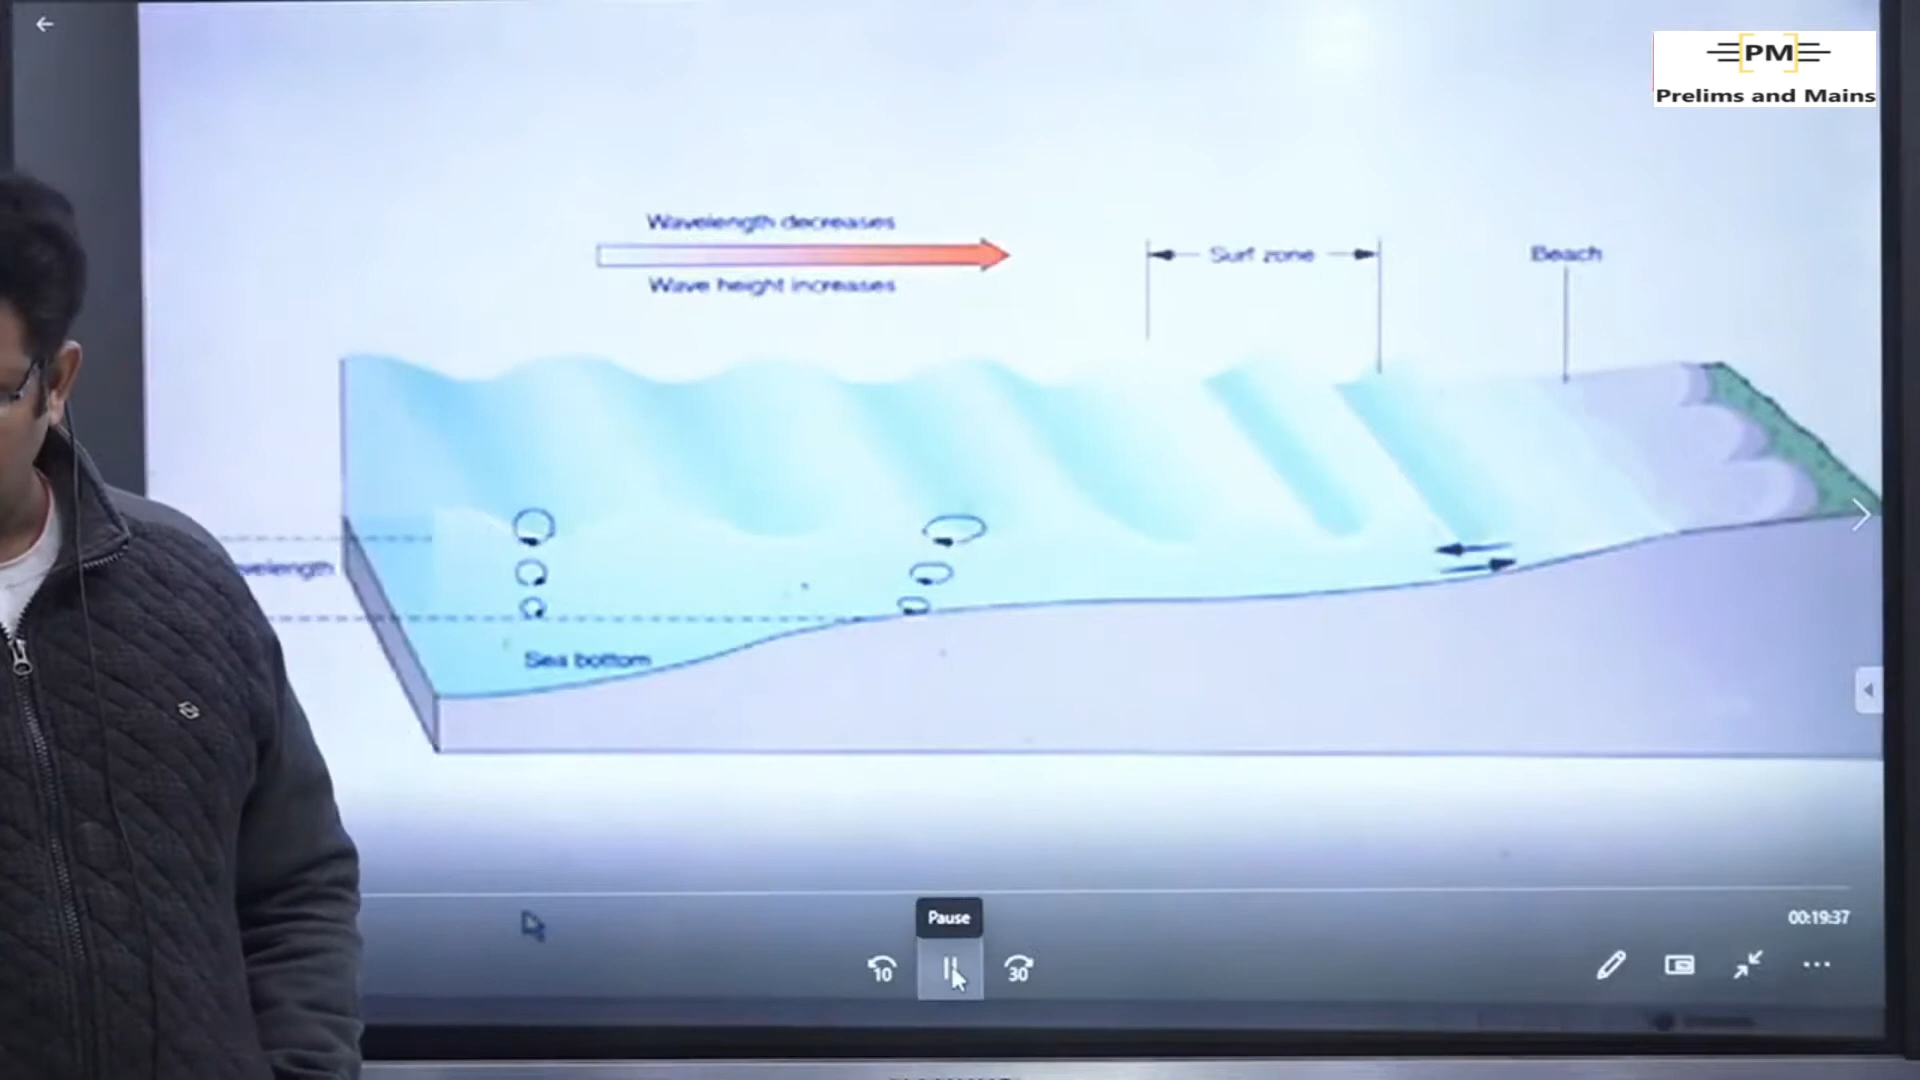 PM
Prelims and Mains
Wavelength decreases
Wave height increases
Surf zone
Beach
Sea bottom
Pause
00:19:37
10
30